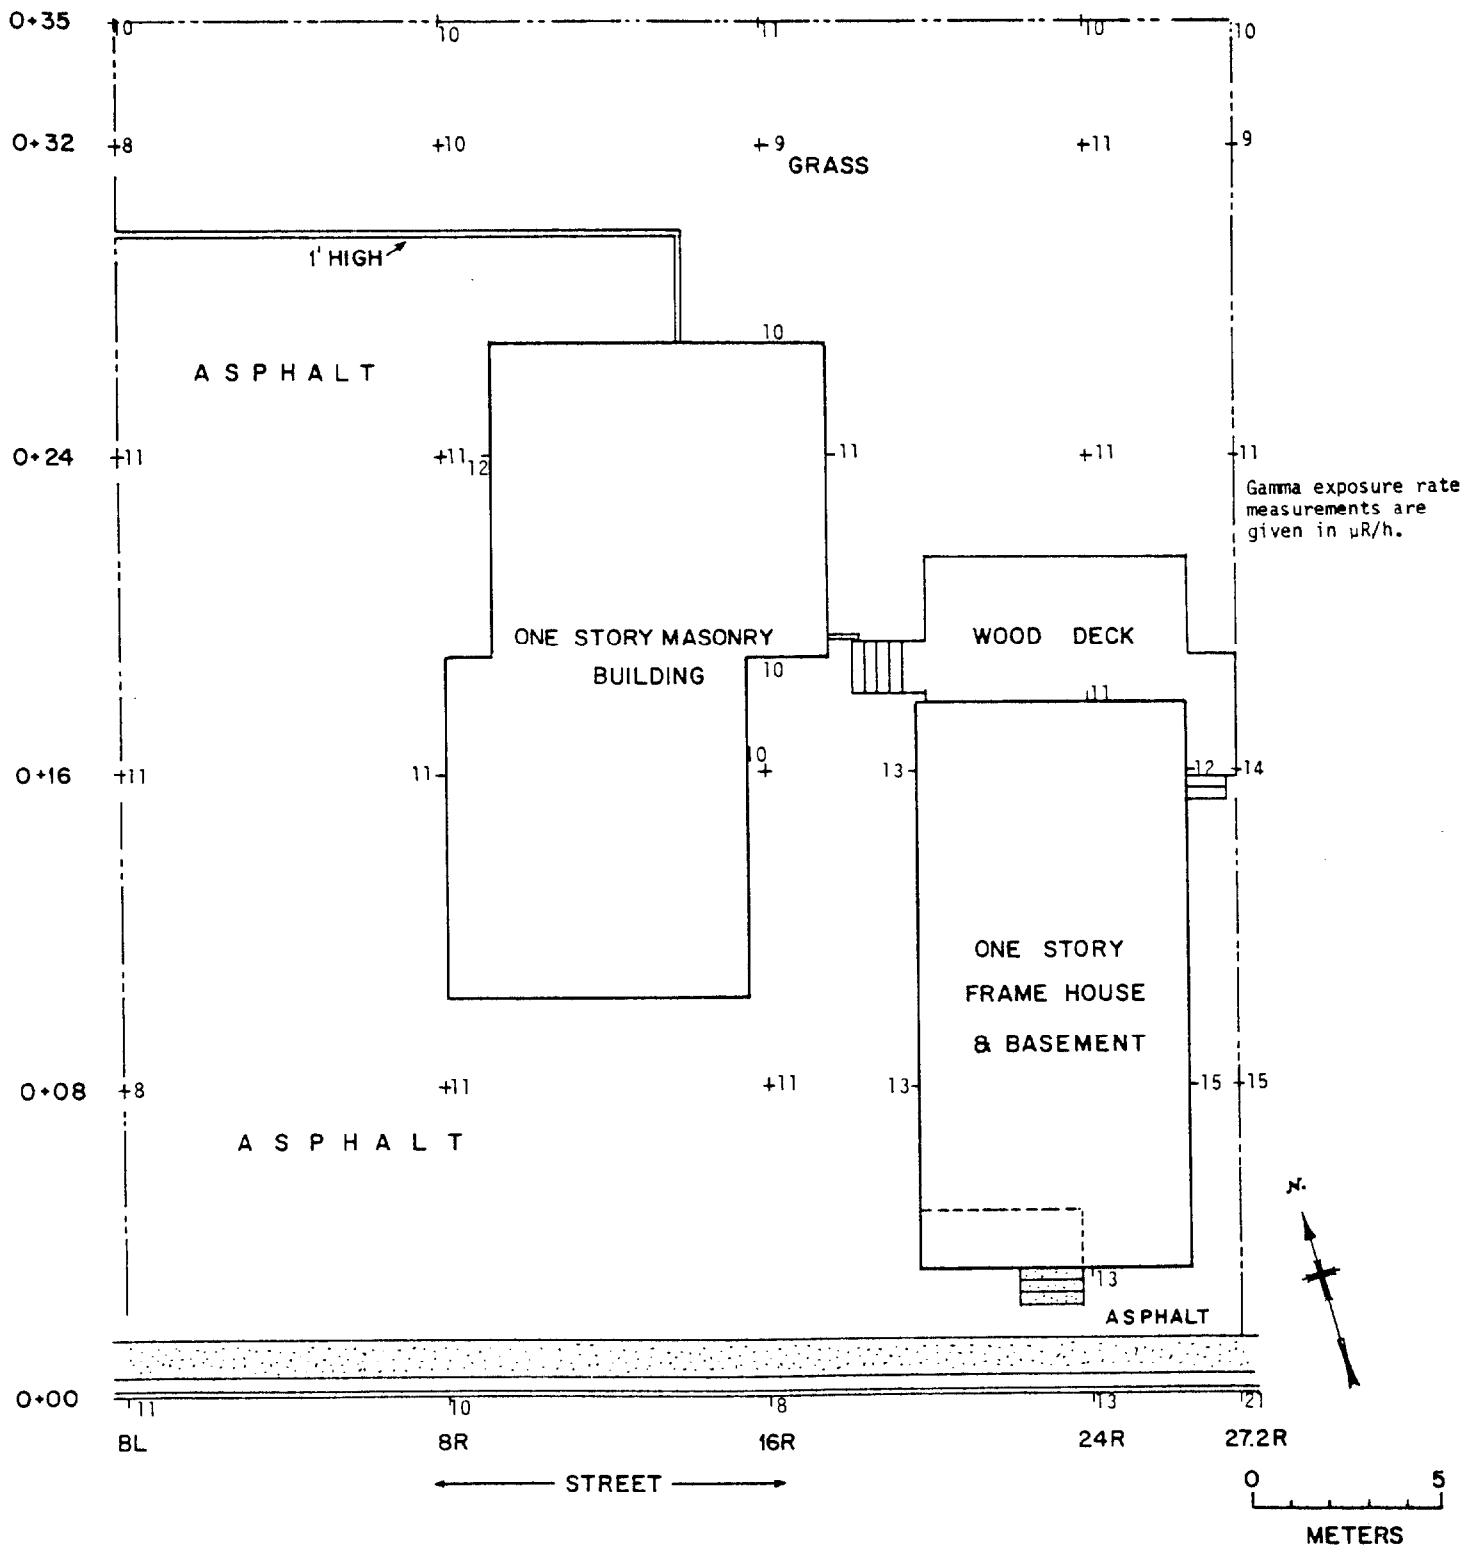 0+35 10 10 11 10 10
0+32 8 +10 +9 +11 9
GRASS
1' HIGH
10
ASPHALT
0+24 +11 +11 12 11 +11 11
Gamma exposure rate
measurements are
given in µR/h.
ONE STORY MASONRY
BUILDING
WOOD DECK
10
11
10
0+16 +11 11 + 13 12 14
ONE STORY
FRAME HOUSE
& BASEMENT
0+08 +8 +11 +11 13 15 +15
ASPHALT
N.
13
ASPHALT
0+00 11 10 8 13 21
BL 8R 16R 24R 27.2R
STREET
0 5
METERS